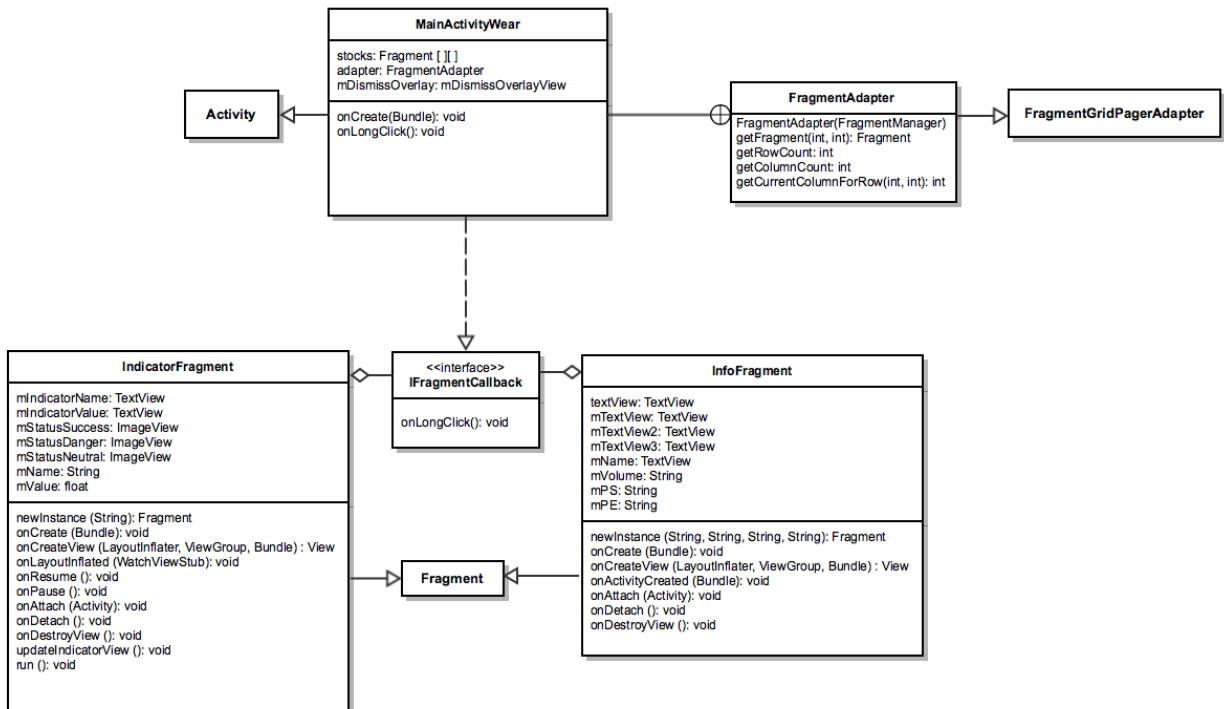 MainActivityWear
stocks: Fragment [ ][ ]
adapter: FragmentAdapter
mDismissOverlay: mDismissOverlayView
onCreate(Bundle): void
onLongClick(): void
Activity
FragmentAdapter
FragmentAdapter(FragmentManager)
getFragment(int, int): Fragment
getRowCount: int
getColumnCount: int
getCurrentColumnForRow(int, int): int
FragmentGridPagerAdapter
IndicatorFragment
mIndicatorName: TextView
mIndicatorValue: TextView
mStatusSuccess: ImageView
mStatusDanger: ImageView
mStatusNeutral: ImageView
mName: String
mValue: float
newInstance (String): Fragment
onCreate (Bundle): void
onCreateView (LayoutInflater, ViewGroup, Bundle) : View
onLayoutInflated (WatchViewStub): void
onResume (): void
onPause (): void
onAttach (Activity): void
onDetach (): void
onDestroyView (): void
updateIndicatorView (): void
run (): void
<<interface>>
IFragmentCallback
onLongClick(): void
Fragment
InfoFragment
textView: TextView
mTextView: TextView
mTextView2: TextView
mTextView3: TextView
mName: TextView
mVolume: String
mPS: String
mPE: String
newInstance (String, String, String, String): Fragment
onCreate (Bundle): void
onCreateView (LayoutInflater, ViewGroup, Bundle) : View
onActivityCreated (Bundle): void
onAttach (Activity): void
onDetach (): void
onDestroyView (): void